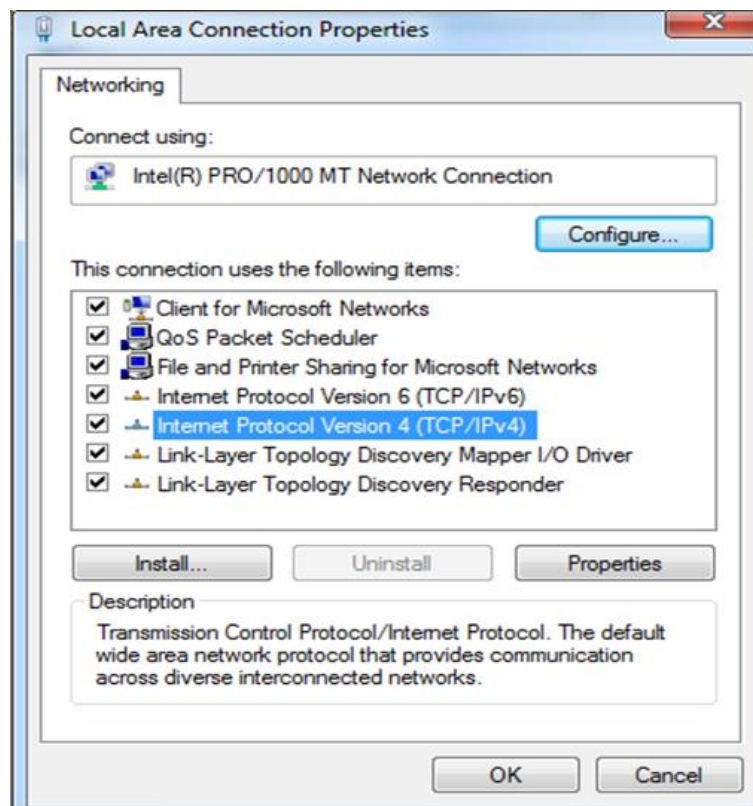 Local Area Connection Properties
Networking
Connect using:
Intel(R) PRO/1000 MT Network Connection
Configure...
This connection uses the following items:
Client for Microsoft Networks
QoS Packet Scheduler
File and Printer Sharing for Microsoft Networks
Internet Protocol Version 6 (TCP/IPv6)
Internet Protocol Version 4 (TCP/IPv4)
Link-Layer Topology Discovery Mapper I/O Driver
Link-Layer Topology Discovery Responder
Install... Uninstall Properties
Description
Transmission Control Protocol/Internet Protocol. The default
wide area network protocol that provides communication
across diverse interconnected networks.
OK Cancel